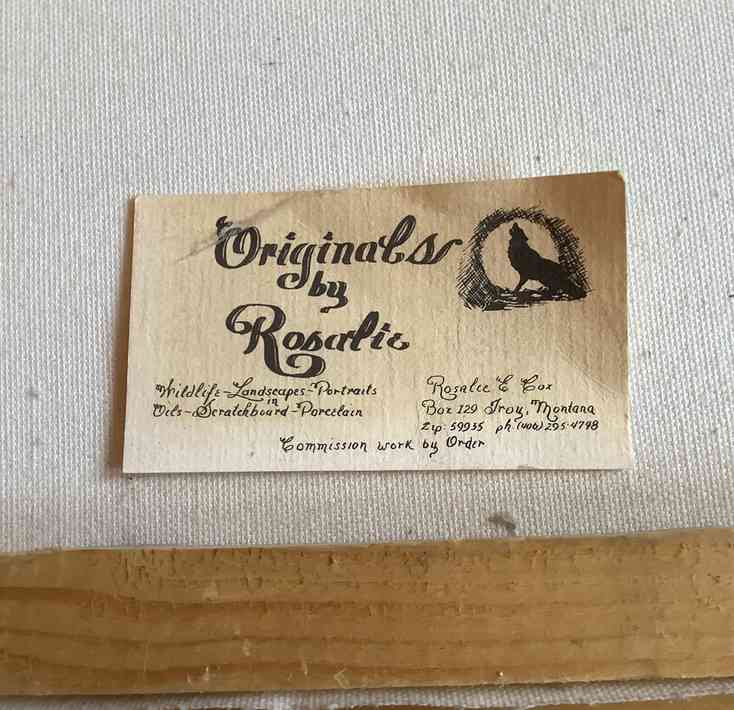 Originals
by
Rosalie
Wildlife-Landscapes-Portraits
in
Oils-Scratchboard-Porcelain
Rosalie E Cox
Box 129 Troy, Montana
Zip: 59935 ph. (406) 295-4798
Commission work by Order